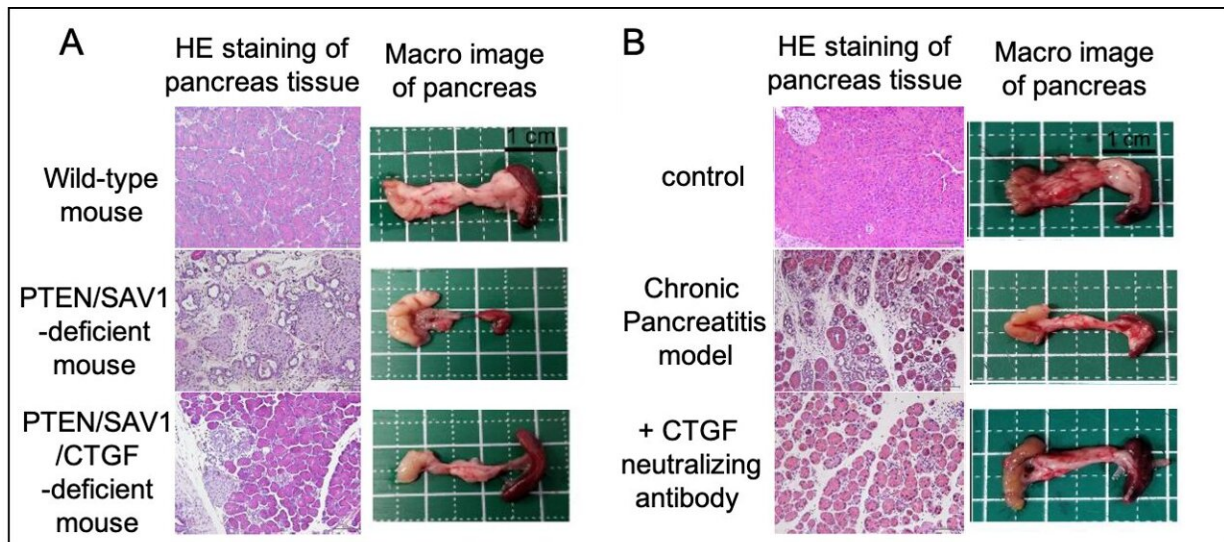 A
HE staining of
pancreas tissue
Macro image
of pancreas
1 cm
Wild-type
mouse
PTEN/SAV1
-deficient
mouse
PTEN/SAV1
/CTGF
-deficient
mouse
B
HE staining of
pancreas tissue
Macro image
of pancreas
1 cm
control
Chronic
Pancreatitis
model
+ CTGF
neutralizing
antibody